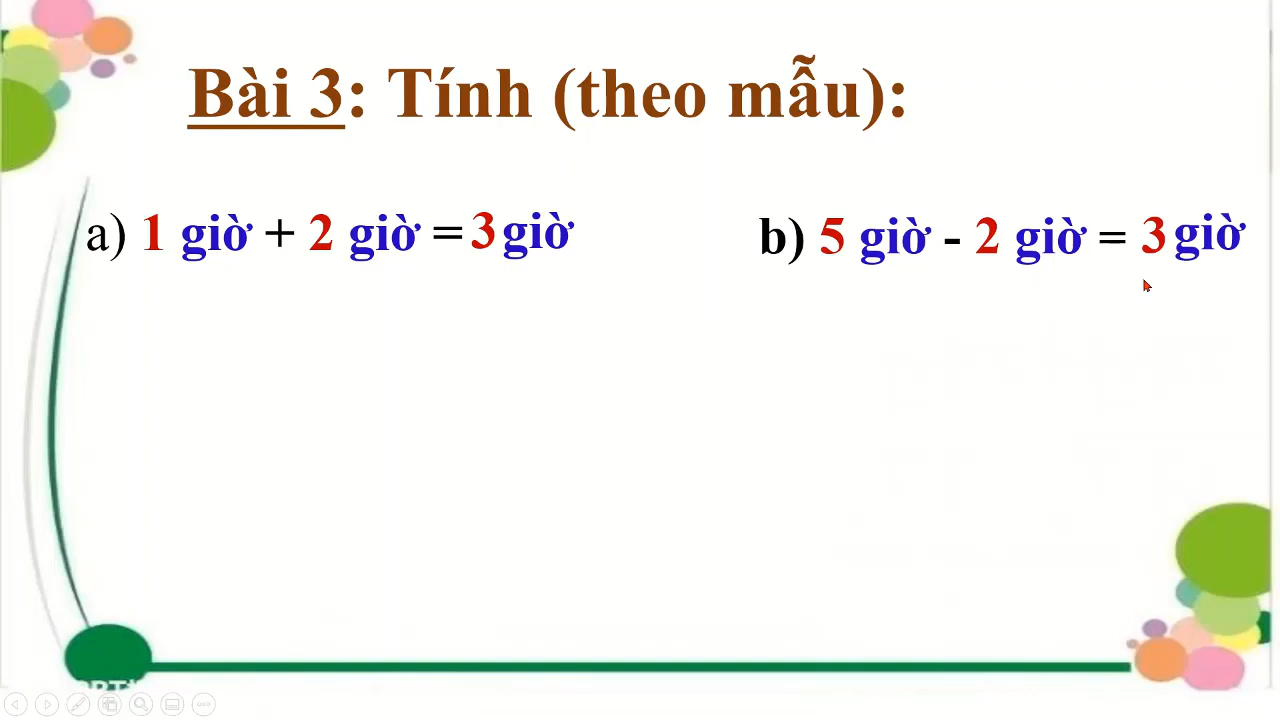 Bài 3: Tính (theo mẫu):
a) 1 giờ + 2 giờ = 3 giờ
b) 5 giờ - 2 giờ = 3 giờ